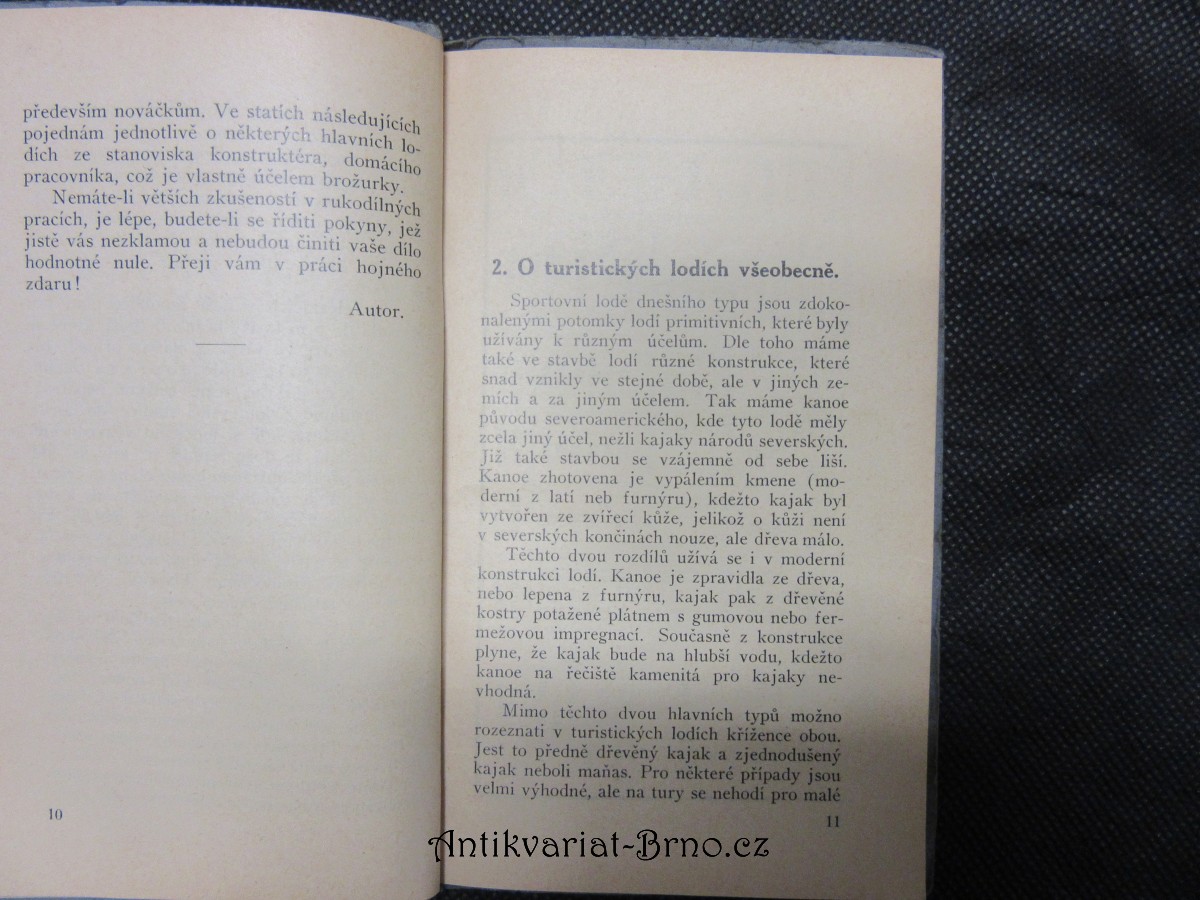 především nováčkům. Ve statích následujících
pojednám jednotlivě o některých hlavních lo-
dích ze stanoviska konstruktéra, domácího
pracovníka, což je vlastně účelem brožurky.
Nemáte-li větších zkušeností v rukodílných
pracích, je lépe, budete-li se říditi pokyny, jež
jistě vás nezklamou a nebudou činiti vaše dílo
hodnotné nule. Přeji vám v práci hojného
zdaru!
Autor.
10
2. O turistických lodích všeobecně.
Sportovní lodě dnešního typu jsou zdoko-
nalenými potomky lodí primitivních, které byly
užívány k různým účelům. Dle toho máme
také ve stavbě lodí různé konstrukce, které
snad vznikly ve stejné době, ale v jiných ze-
mích a za jiným účelem. Tak máme kanoe
původu severoamerického, kde tyto lodě měly
zcela jiný účel, nežli kajaky národů severských.
Již také stavbou se vzájemně od sebe liší.
Kanoe zhotovena je vypálením kmene (mo-
derní z latí neb furnýru), kdežto kajak byl
vytvořen ze zvířecí kůže, jelikož o kůži není
v severských končinách nouze, ale dřeva málo.
Těchto dvou rozdílů užívá se i v moderní
konstrukci lodí. Kanoe je zpravidla ze dřeva,
nebo lepena z furnýru, kajak pak z dřevěné
kostry potažené plátnem s gumovou nebo fer-
mežovou impregnací. Současně z konstrukce
plyne, že kajak bude na hlubší vodu, kdežto
kanoe na řečiště kamenitá pro kajaky ne-
vhodná.
Mimo těchto dvou hlavních typů možno
rozeznati v turistických lodích křížence obou.
Jest to předně dřevěný kajak a zjednodušený
kajak neboli maňas. Pro některé případy jsou
velmi výhodné, ale na tury se nehodí pro malé
11
Antikvariat-Brno.cz